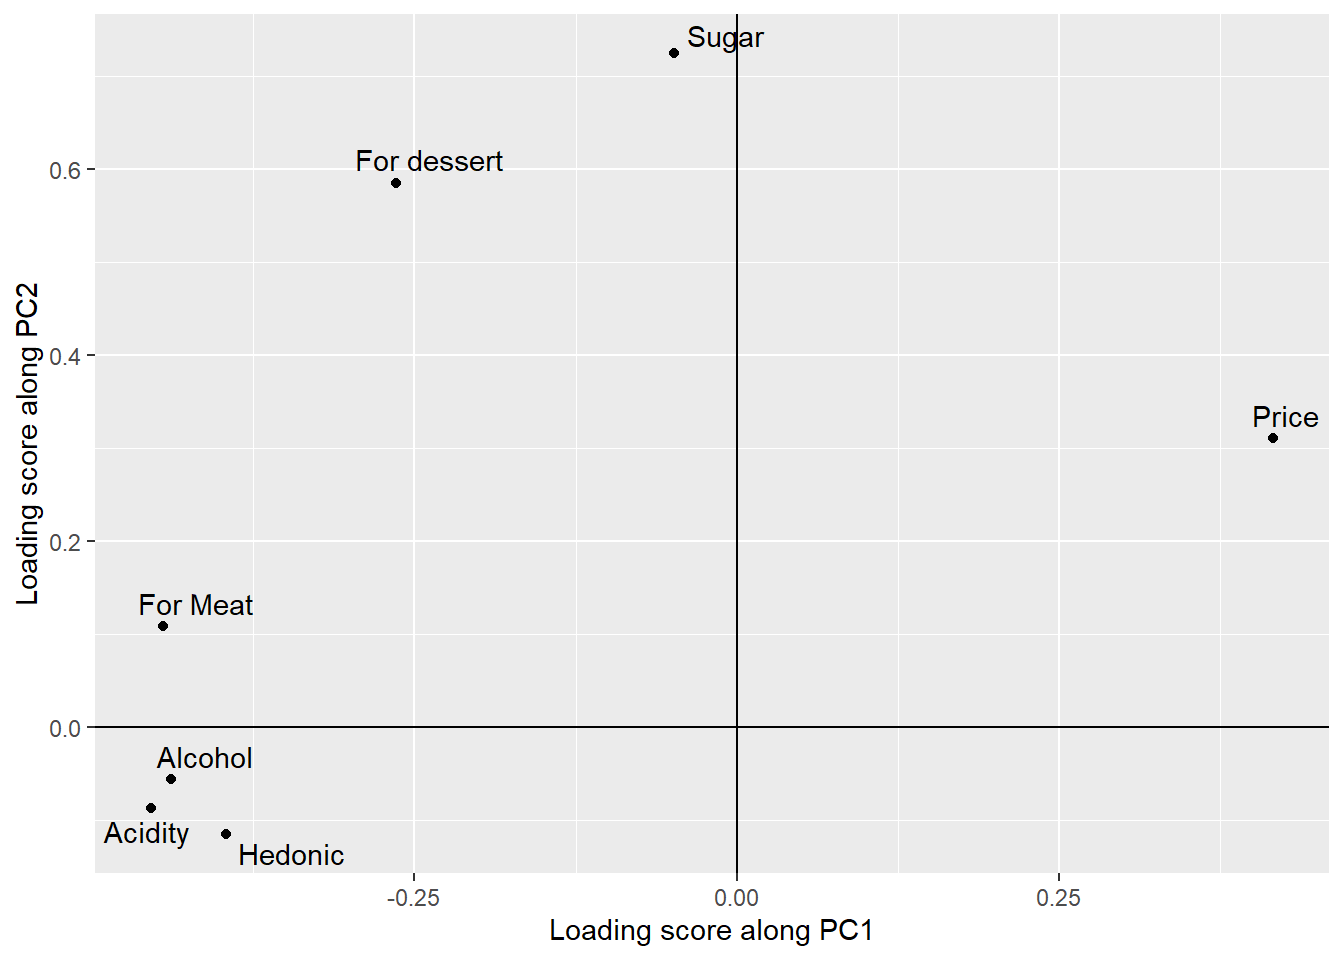 Sugar
For dessert
0.6
Loading score along PC2
0.4
Price
0.2
For Meat
0.0
Alcohol
Acidity
Hedonic
-0.25 0.00 0.25
Loading score along PC1